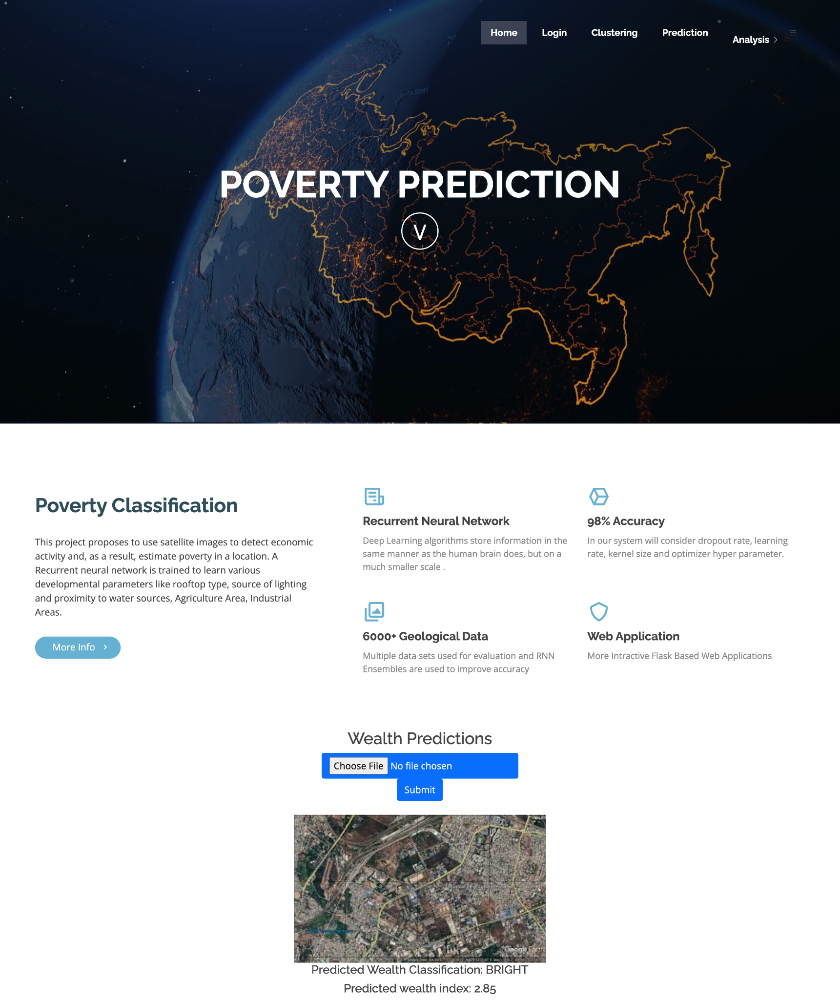 Home Login Clustering Prediction Analysis
POVERTY PREDICTION
V
Poverty Classification
This project proposes to use satellite images to detect economic
activity and, as a result, estimate poverty in a location. A
Recurrent neural network is trained to learn various
developmental parameters like rooftop type, source of lighting
and proximity to water sources, Agriculture Area, Industrial
Areas.
More Info
Recurrent Neural Network
Deep Learning algorithms store information in the
same manner as the human brain does, but on a
much smaller scale .
98% Accuracy
In our system will consider dropout rate, learning
rate, kernel size and optimizer hyper parameter.
6000+ Geological Data
Multiple data sets used for evaluation and RNN
Ensembles are used to improve accuracy
Web Application
More Intractive Flask Based Web Applications
Wealth Predictions
Choose File No file chosen
Submit
Google Earth
Predicted Wealth Classification: BRIGHT
Predicted wealth index: 2.85